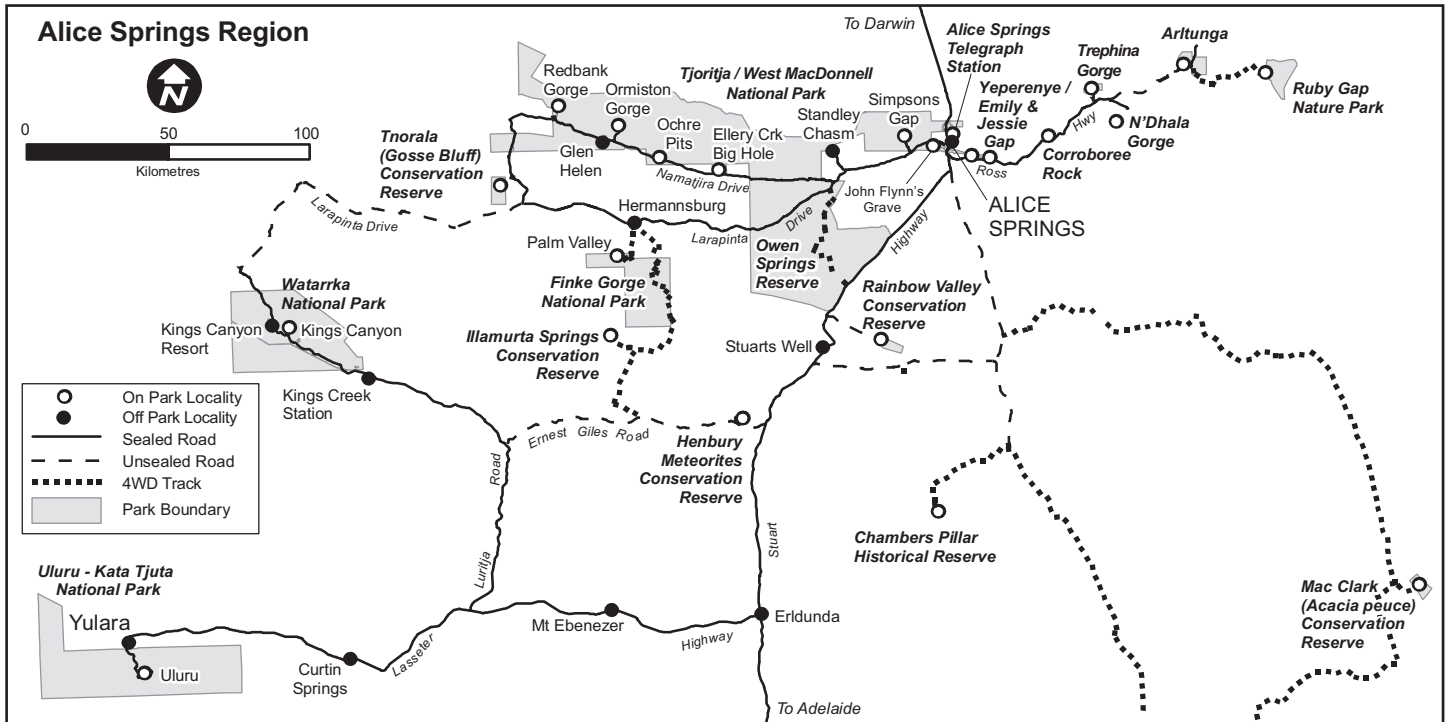 Alice Springs Region
N
0
50
100
Kilometres
To Darwin
Alice Springs
Telegraph
Station
Trephina
Gorge
Arltunga
Ruby Gap
Nature Park
Yeperenye /
Emily &
Jessie
Gap
N'Dhala
Gorge
Corroboree
Rock
Ross
Hwy
Redbank
Gorge
Ormiston
Gorge
Tjoritja / West MacDonnell
National Park
Standley
Chasm
Simpsons
Gap
Ochre
Pits
Ellery Crk
Big Hole
Glen
Helen
Namatjira Drive
John Flynn's
Grave
ALICE
SPRINGS
Tnorala
(Gosse Bluff)
Conservation
Reserve
Larapinta Drive
Hermannsburg
Larapinta
Drive
Highway
Palm Valley
Finke Gorge
National Park
Owen
Springs
Reserve
Rainbow Valley
Conservation
Reserve
Watarrka
National Park
Kings Canyon
Resort
Kings Canyon
Illamurta Springs
Conservation
Reserve
Stuarts Well
Kings Creek
Station
Ernest Giles Road
Henbury
Meteorites
Conservation
Reserve
On Park Locality
Off Park Locality
Sealed Road
Unsealed Road
4WD Track
Park Boundary
Road
Luritja
Stuart
Chambers Pillar
Historical Reserve
Uluru - Kata Tjuta
National Park
Yulara
Uluru
Curtin
Springs
Lasseter
Mt Ebenezer
Highway
Erldunda
Mac Clark
(Acacia peuce)
Conservation
Reserve
To Adelaide